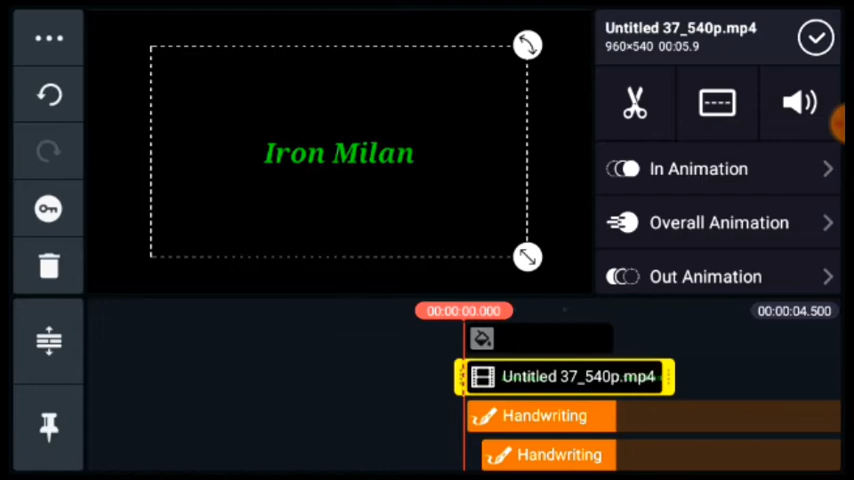 Untitled 37_540p.mp4
960×540 00:05.9
Iron Milan
In Animation
Overall Animation
Out Animation
00:00:00.000
00:00:04.500
Untitled 37_540p.mp4
Handwriting
Handwriting